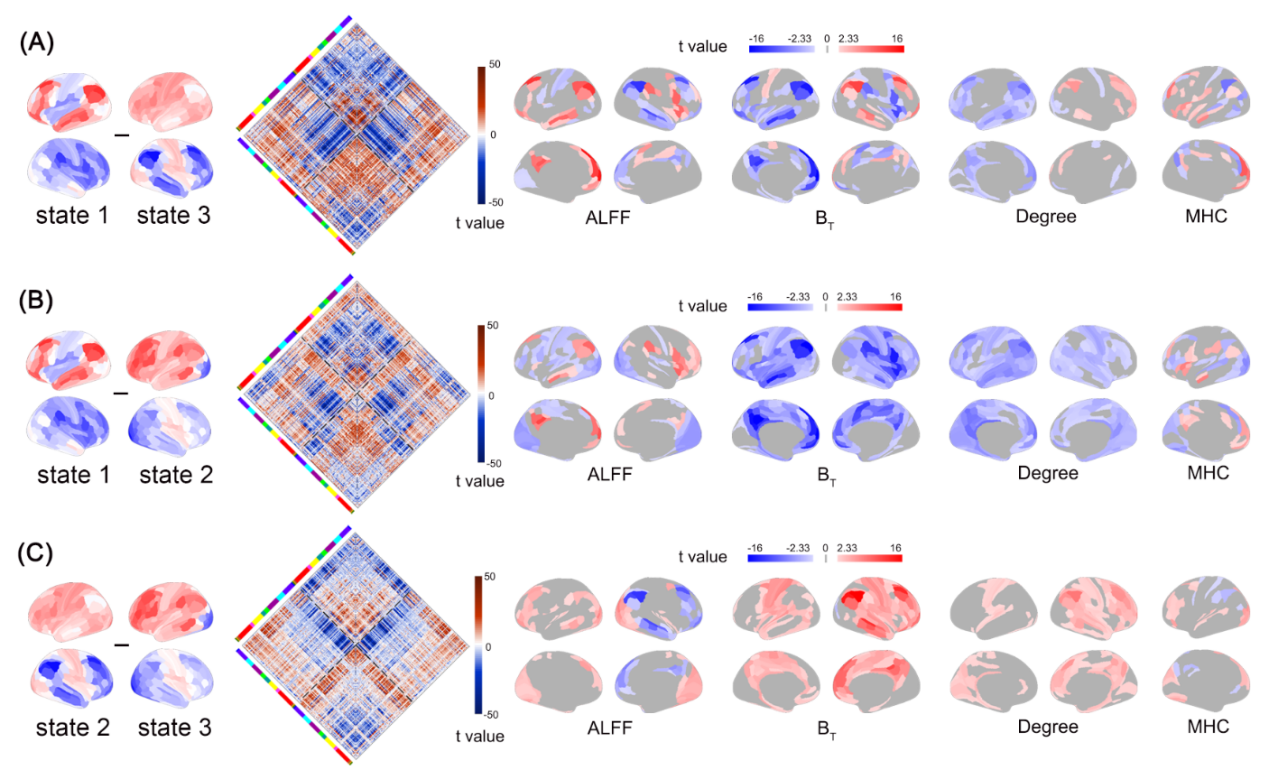 (A)
t value
-16 -2.33 0 2.33 16
50
0
-50
t value
– 
state 1 state 3
ALFF B_T Degree MHC
(B)
t value
-16 -2.33 0 2.33 16
50
0
-50
t value
–
state 1 state 2
ALFF B_T Degree MHC
(C)
t value
-16 -2.33 0 2.33 16
50
0
-50
t value
–
state 2 state 3
ALFF B_T Degree MHC